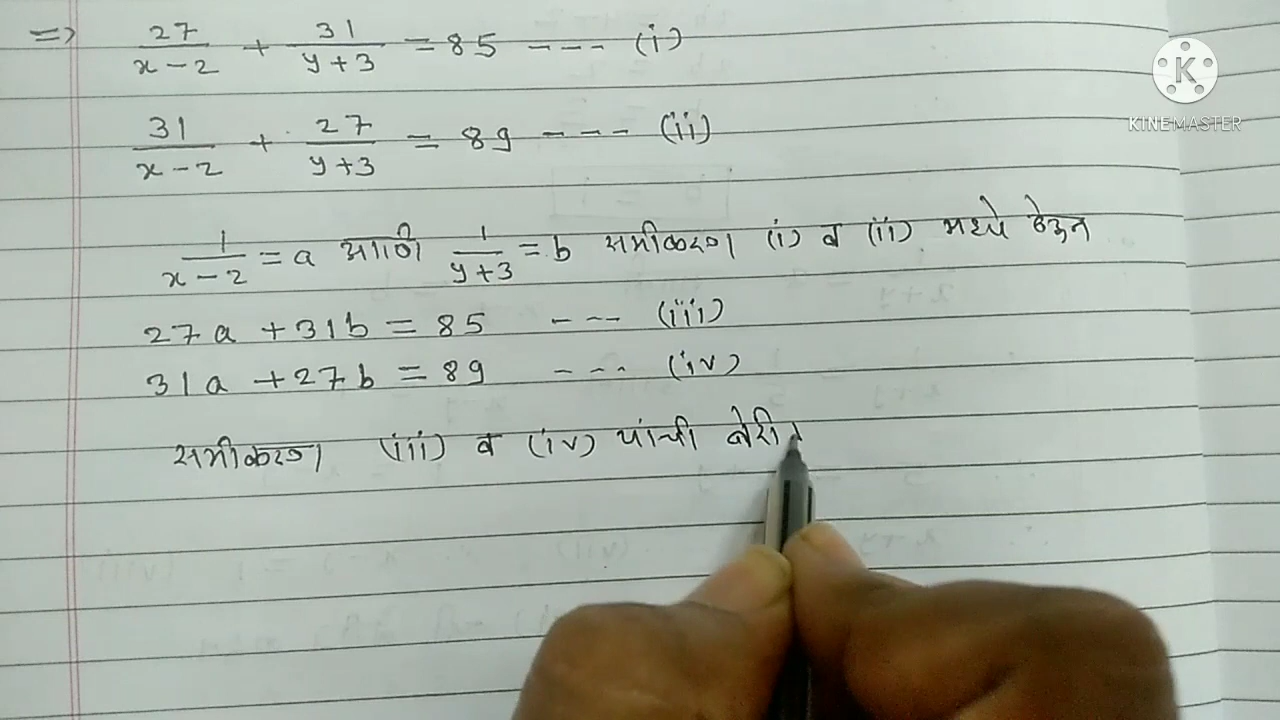 => 27/(x-2) + 31/(y+3) = 85 ---- (i)
KINEMASTER
31/(x-2) + 27/(y+3) = 89 ---- (ii)
1/(x-2) = a आणि 1/(y+3) = b समीकरण (i) व (ii) मध्ये ठेऊन
27a + 31b = 85 ---- (iii)
31a + 27b = 89 ---- (iv)
समीकरण (iii) व (iv) यांची बेरी